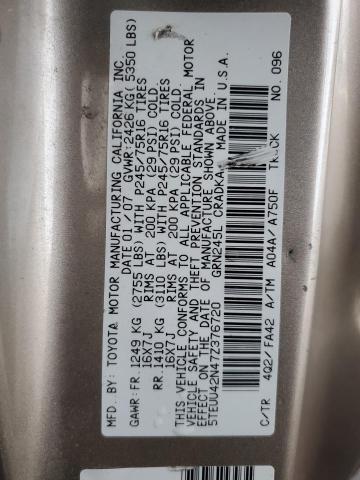 MFD. BY: TOYOTA MOTOR MANUFACTURING CALIFORNIA INC.
DATE: 01 / 07 GVWR: 2426 KG ( 5350 LBS)
GAWR: FR. 1249 KG (2755 LBS) WITH P245/75R16 TIRES
16X7J RIMS AT 200 KPA (29 PSI) COLD.
RR. 1410 KG (3110 LBS) WITH P245/75R16 TIRES
16X7J RIMS AT 200 KPA (29 PSI) COLD.
THIS VEHICLE CONFORMS TO ALL APPLICABLE FEDERAL MOTOR
VEHICLE SAFETY AND THEFT PREVENTION STANDARDS IN
EFFECT ON THE DATE OF MANUFACTURE SHOWN ABOVE.
5TEUU42N47Z376720 GRN245L CRADKA MADE IN U.S.A.
TRUCK
C/TR 4Q2/ FA42 A/TM A04A/ A750F NO. 096